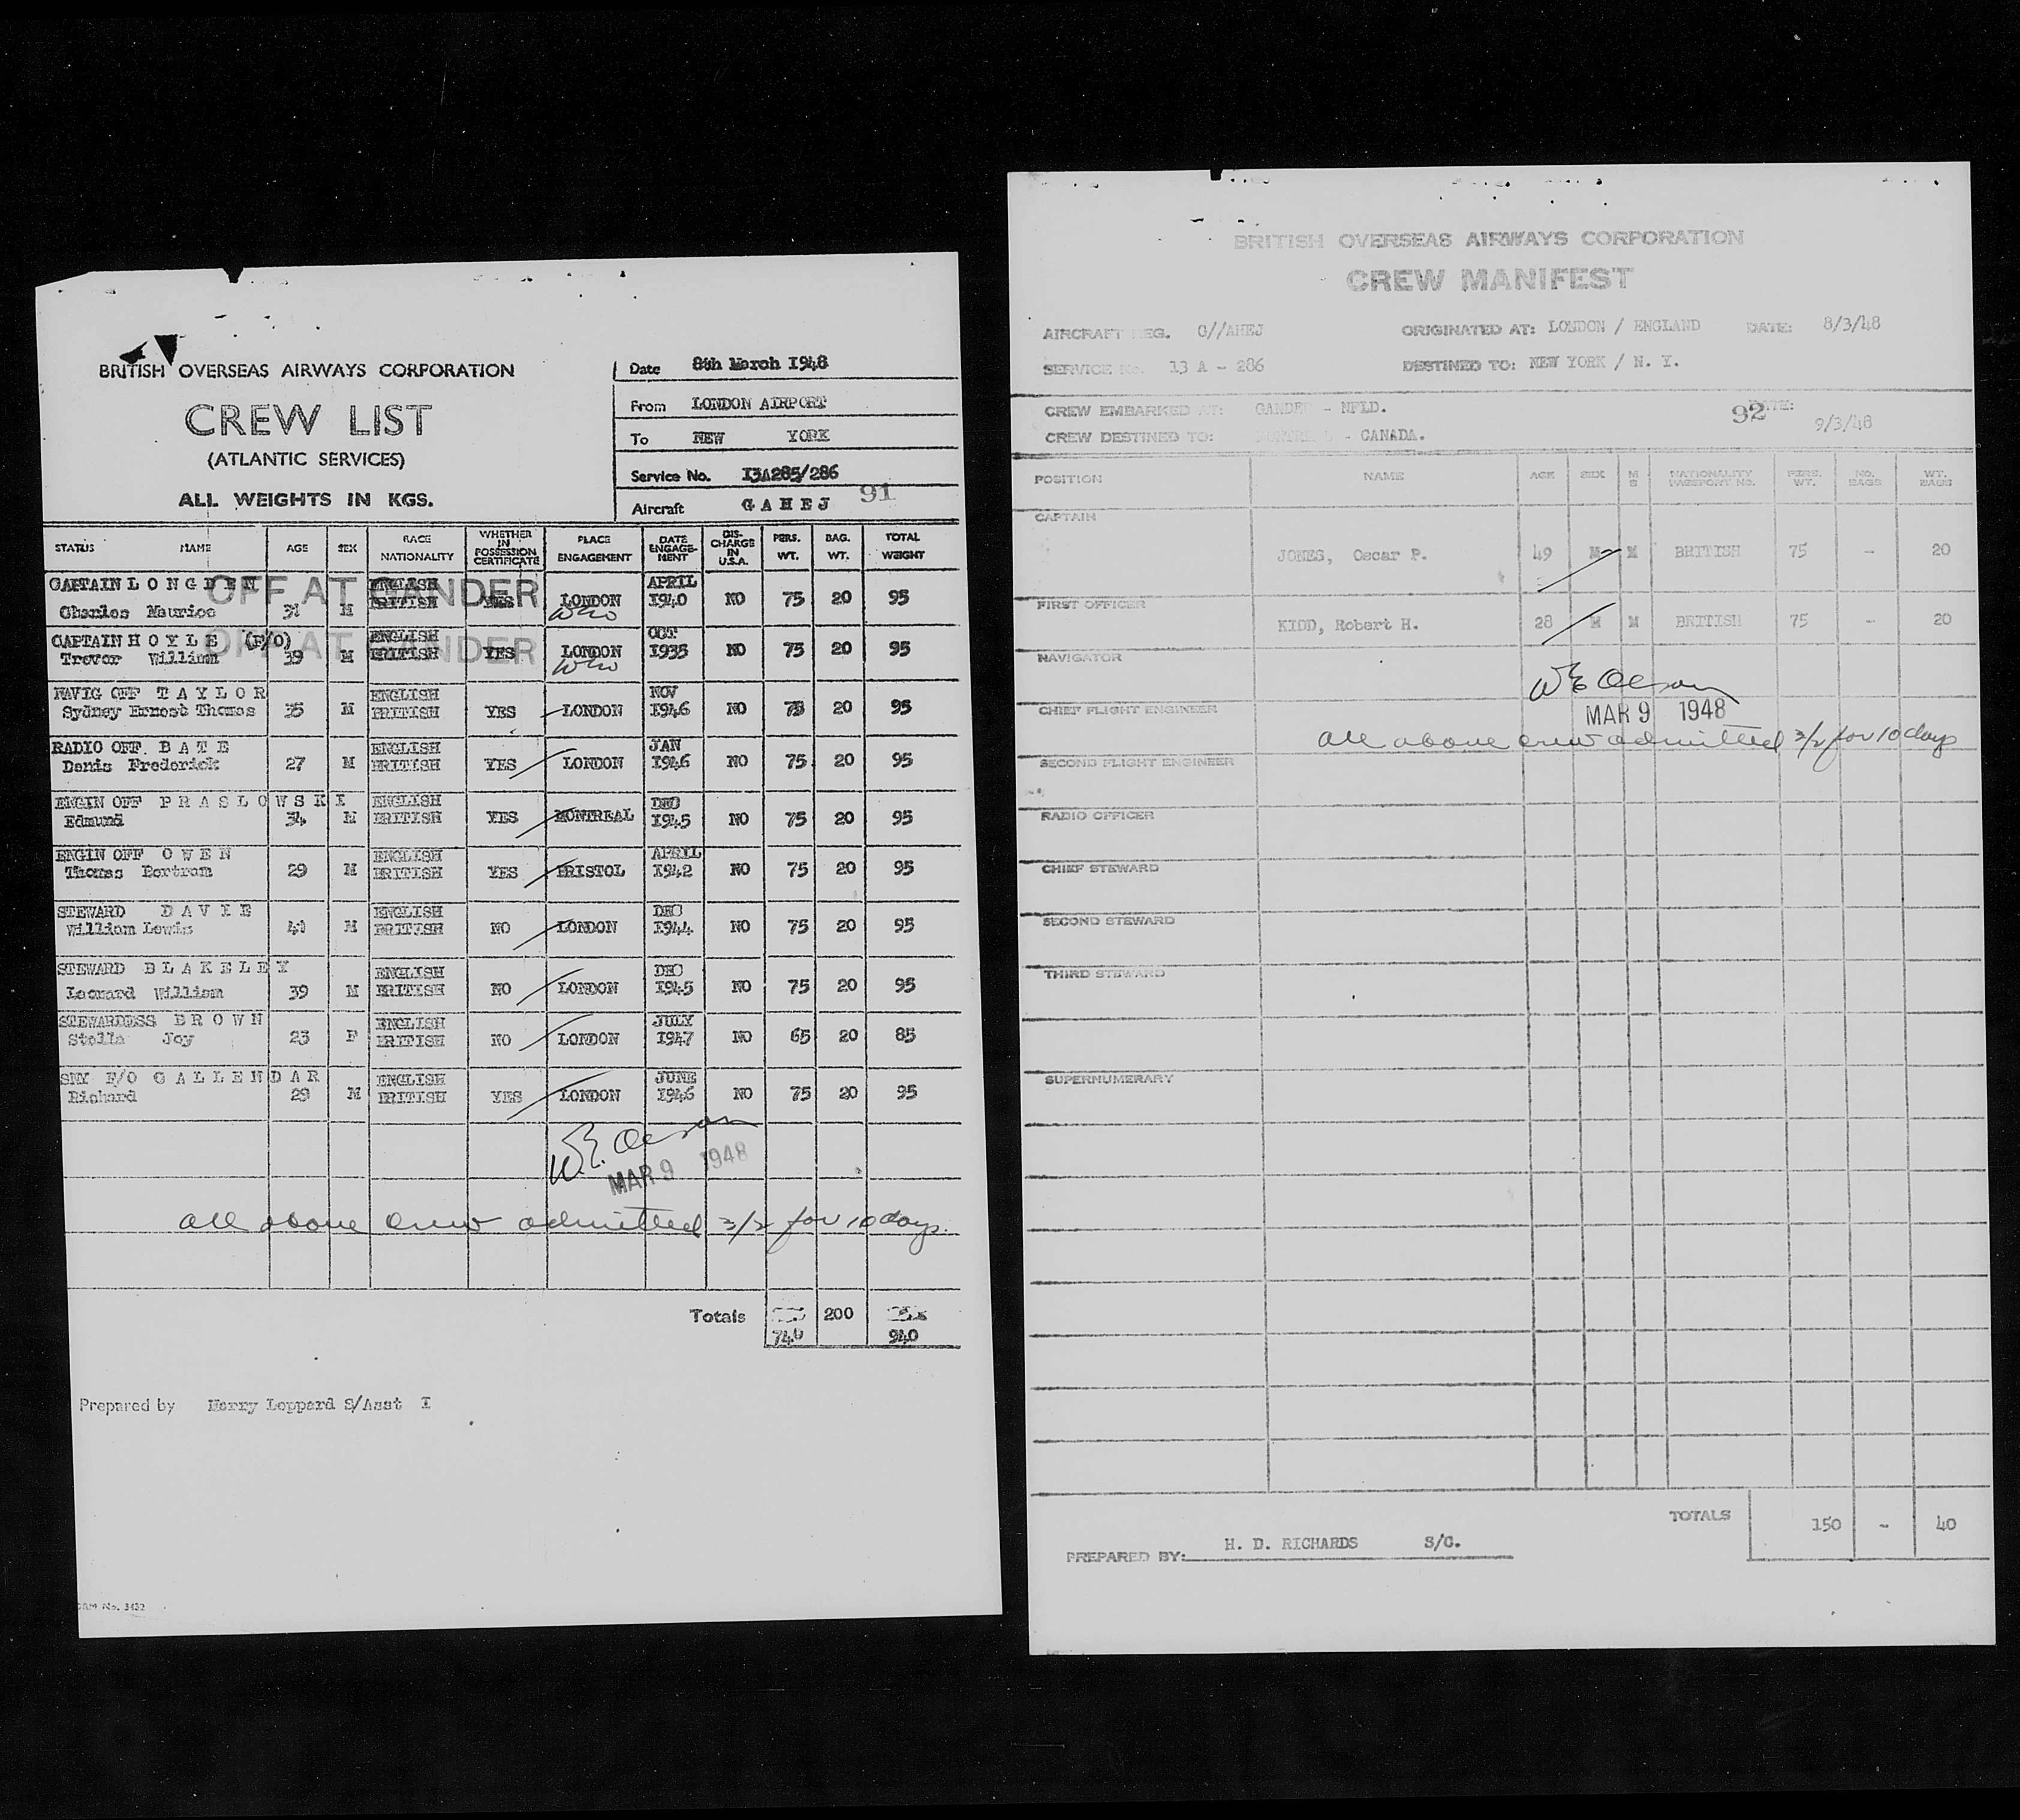 BRITISH OVERSEAS AIRWAYS CORPORATION
CREW LIST
(ATLANTIC SERVICES)
ALL WEIGHTS IN KGS.
Date 8th March 1948
From LONDON AIRPORT
To NEW YORK
Service No. I3A285/286
Aircraft G A H E J 91
STATUS NAME AGE SEX RACE NATIONALITY WHETHER IN POSSESSION CERTIFICATE PLACE ENGAGEMENT DATE ENGAGE-MENT DIS-CHARGE IN U.S.A. PERS. WT. BAG. WT. TOTAL WEIGHT
OFF AT GANDER
CAPTAIN L O N G D E N ENGLISH APRIL
Charles Maurice M BRITISH YES LONDON 1940 NO 75 20 95
OFF AT GANDER
CAPTAIN H O Y L E (F/O) ENGLISH OCT
Trevor William 39 M BRITISH YES LONDON 1935 NO 75 20 95
NAVIG OFF T A Y L O R ENGLISH NOV
Sydney Ernest Thomas 35 M BRITISH YES LONDON 1946 NO 75 20 95
RADIO OFF. B A T E ENGLISH JAN
Denis Frederick 27 M BRITISH YES LONDON 1946 NO 75 20 95
ENGIN OFF P R A S L O W S K I ENGLISH DEC
Edmund 34 M BRITISH YES MONTREAL 1945 NO 75 20 95
ENGIN OFF O W E N ENGLISH APRIL
Thomas Bertram 29 M BRITISH YES BRISTOL 1942 NO 75 20 95
STEWARD D A V I E ENGLISH DEC
William Lewis M BRITISH NO LONDON 1944 NO 75 20 95
STEWARD B L A K E L E Y ENGLISH DEC
Leonard William 39 M BRITISH NO LONDON 1945 NO 75 20 95
STEWARDESS B R O W N ENGLISH JULY
Stella Joy 23 F BRITISH NO LONDON 1947 NO 65 20 85
SNY F/O C A L L E N D A R ENGLISH JUNE
Richard 29 M BRITISH YES LONDON 1946 NO 75 20 95
W.E. Olson
MAR 9 1948
all above crew admitted 3/2 for 10 days.
Totals 200
740 940
Prepared by Harry Leppard S/Asst I
No. 3432
BRITISH OVERSEAS AIRWAYS CORPORATION
CREW MANIFEST
AIRCRAFT REG. G//AHEJ ORIGINATED AT: LONDON / ENGLAND DATE: 8/3/48
SERVICE No. 13 A - 286 DESTINED TO: NEW YORK / N. Y.
CREW EMBARKED AT: GANDER - NFLD. 92 DATE:
CREW DESTINED TO: MONTREAL - CANADA. 9/3/48
POSITION NAME AGE SEX M S NATIONALITY PASSPORT NO. PERS. WT. NO. BAGS WT. BAGS
CAPTAIN
JONES, Oscar P. 49 M M BRITISH 75 - 20
FIRST OFFICER
KIDD, Robert H. 28 M M BRITISH 75 - 20
NAVIGATOR
W E Olson
CHIEF FLIGHT ENGINEER MAR 9 1948
all above crew admitted 3/2 for 10 days
SECOND FLIGHT ENGINEER
RADIO OFFICER
CHIEF STEWARD
SECOND STEWARD
THIRD STEWARD
SUPERNUMERARY
TOTALS 150 - 40
PREPARED BY: H. D. RICHARDS S/C.